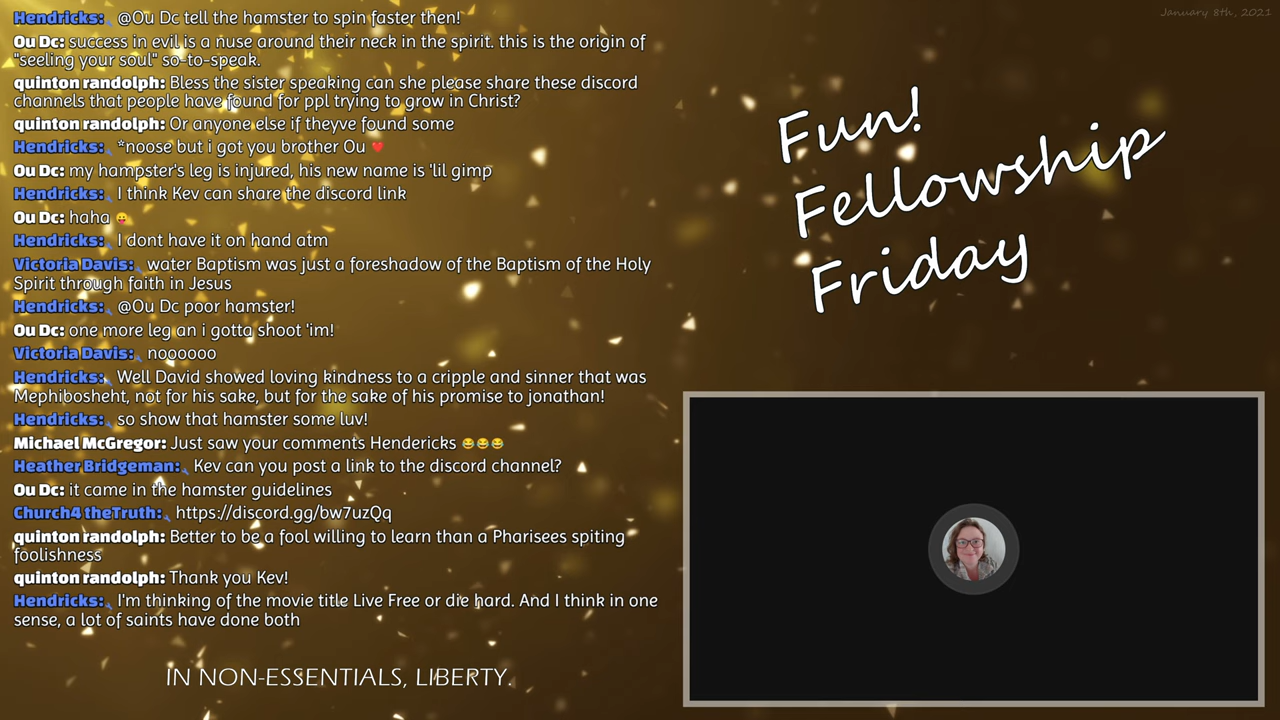 Hendricks: @Ou Dc tell the hamster to spin faster then!
Ou Dc: success in evil is a nuse around their neck in the spirit. this is the origin of
"seeling your soul" so-to-speak.
quinton randolph: Bless the sister speaking can she please share these discord
channels that people have found for ppl trying to grow in Christ?
quinton randolph: Or anyone else if theyve found some
Hendricks: *noose but i got you brother Ou ❤️
Ou Dc: my hampster's leg is injured, his new name is 'lil gimp
Hendricks: I think Kev can share the discord link
Ou Dc: haha 😛
Hendricks: I dont have it on hand atm
Victoria Davis: water Baptism was just a foreshadow of the Baptism of the Holy
Spirit through faith in Jesus
Hendricks: @Ou Dc poor hamster!
Ou Dc: one more leg an i gotta shoot 'im!
Victoria Davis: noooooo
Hendricks: Well David showed loving kindness to a cripple and sinner that was
Mephibosheht, not for his sake, but for the sake of his promise to jonathan!
Hendricks: so show that hamster some luv!
Michael McGregor: Just saw your comments Hendericks 😂😂😂
Heather Bridgeman: Kev can you post a link to the discord channel?
Ou Dc: it came in the hamster guidelines
Church4 theTruth: https://discord.gg/bw7uzQq
quinton randolph: Better to be a fool willing to learn than a Pharisees spiting
foolishness
quinton randolph: Thank you Kev!
Hendricks: I'm thinking of the movie title Live Free or die hard. And I think in one
sense, a lot of saints have done both
IN NON-ESSENTIALS, LIBERTY.
January 8th, 2021
Fun!
Fellowship
Friday